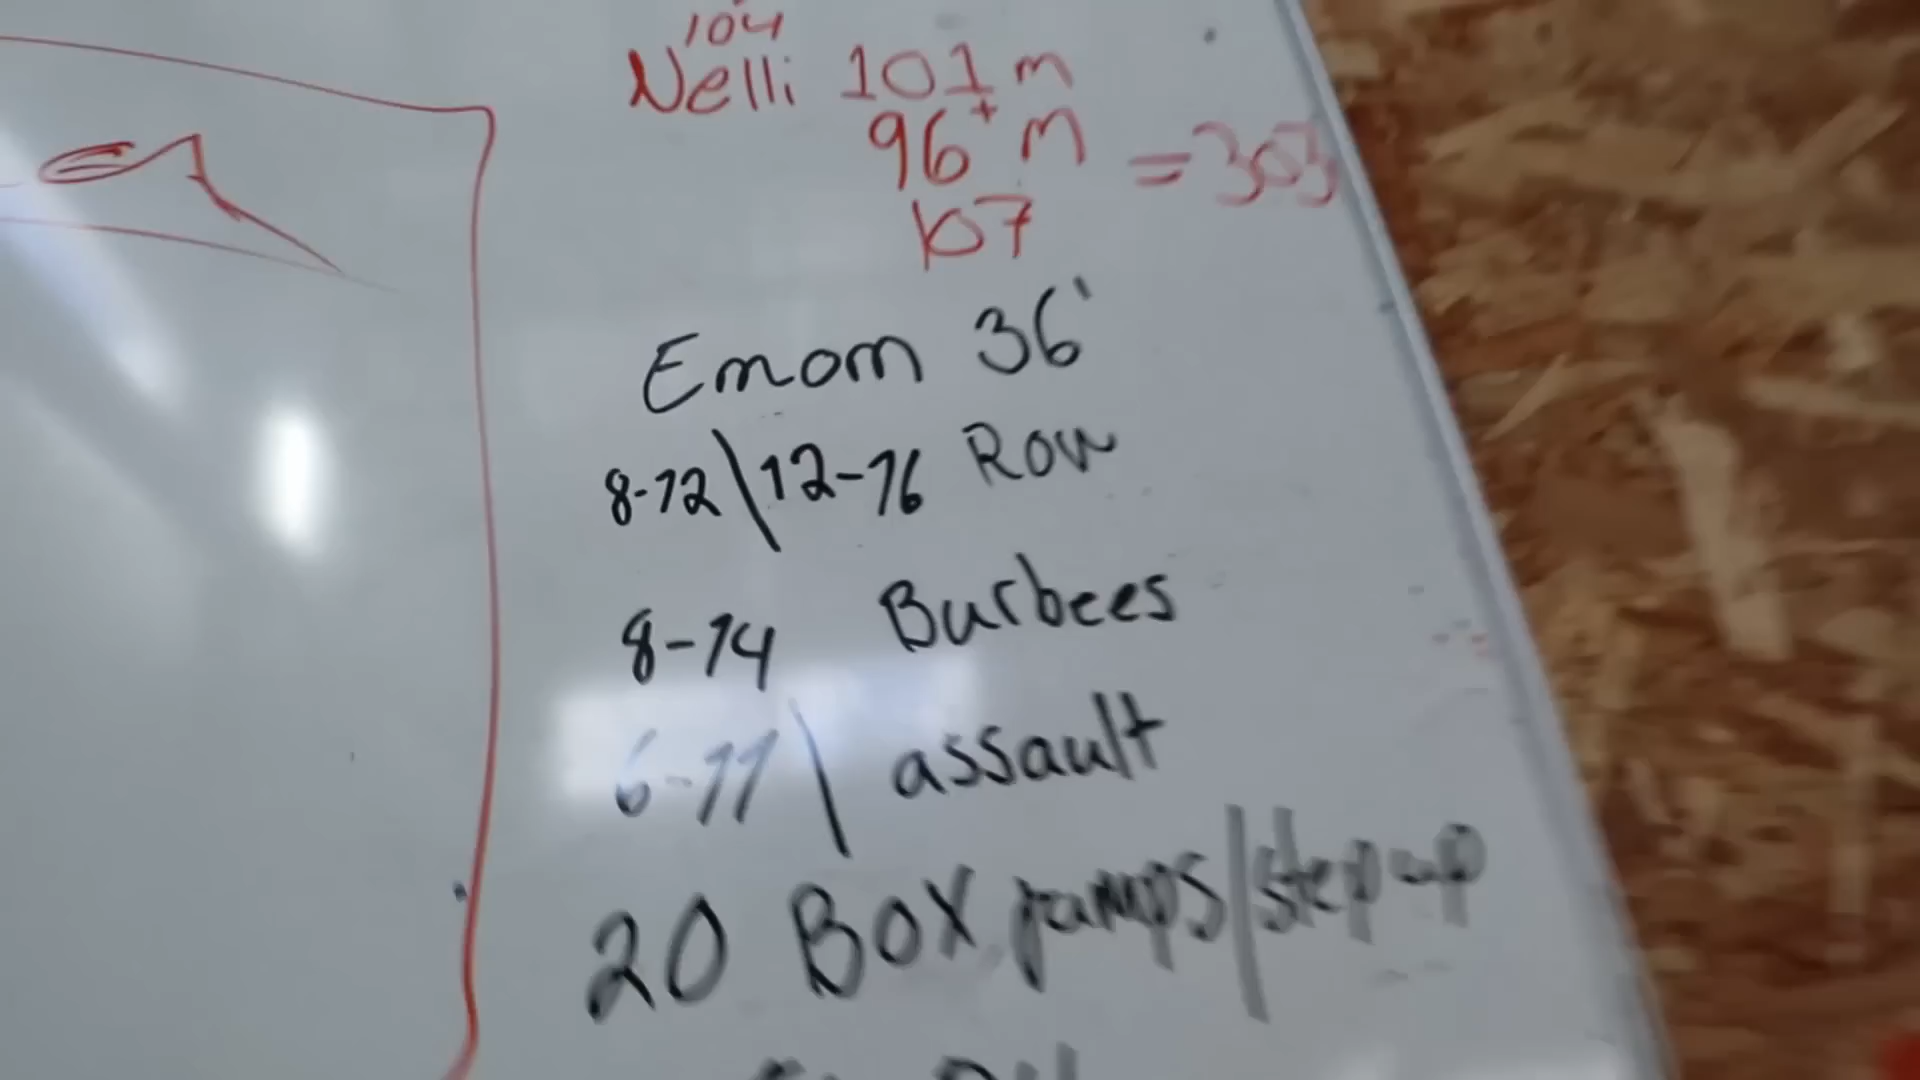 104
Nelli 101 m
96 + m = 303
107
Emom 36'
8-12\12-16 Row
8-14 Burbees
6-11\ assault
20 Box jumps/step up